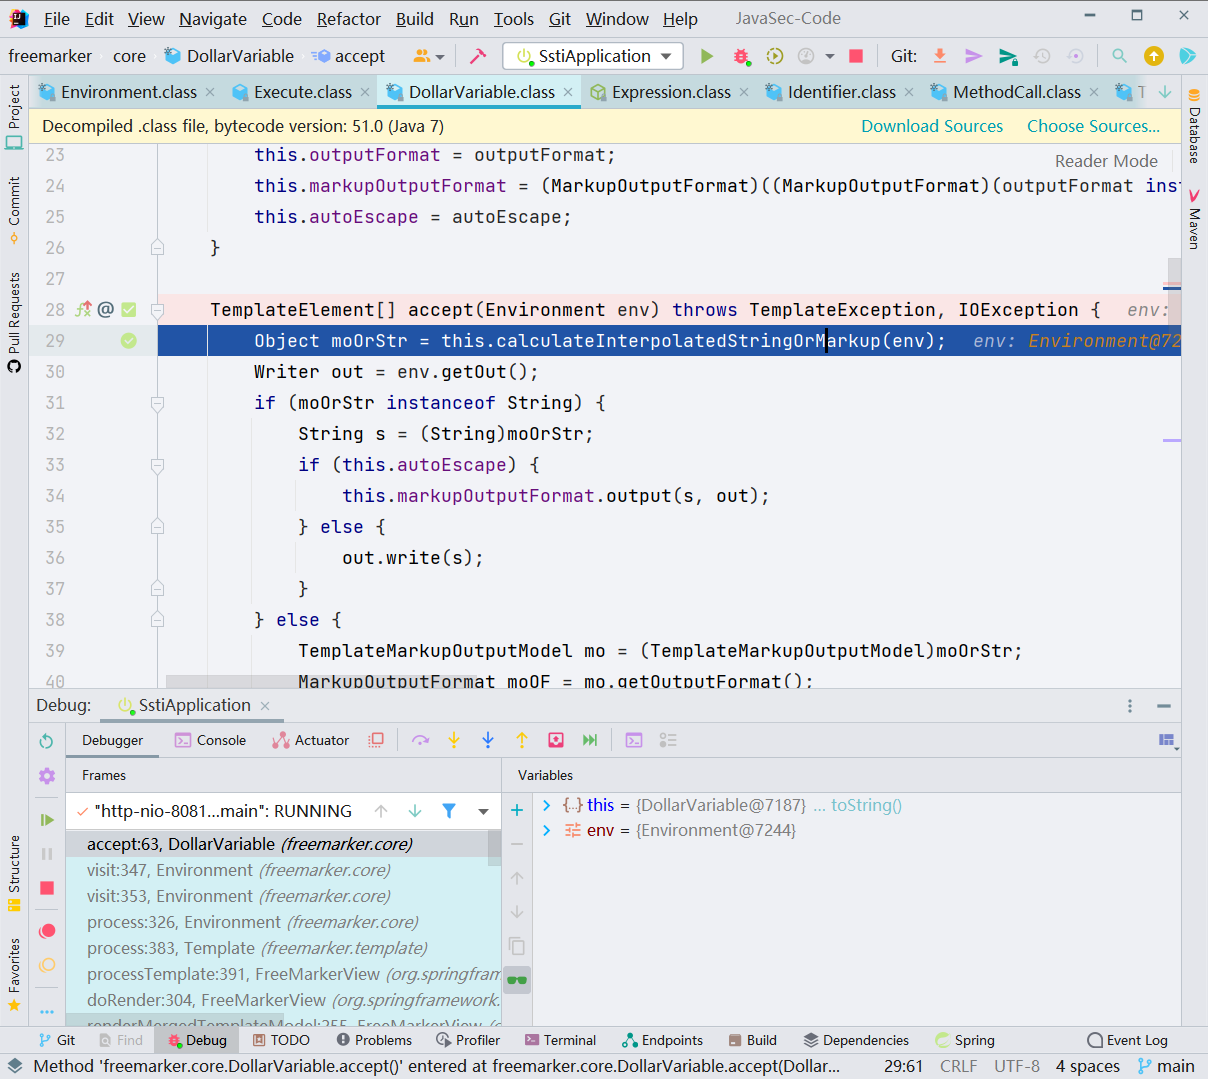 File Edit View Navigate Code Refactor Build Run Tools Git Window Help JavaSec-Code
freemarker core DollarVariable accept SstiApplication Git:
Environment.class Execute.class DollarVariable.class Expression.class Identifier.class MethodCall.class T
Decompiled .class file, bytecode version: 51.0 (Java 7) Download Sources Choose Sources...
Reader Mode
23 this.outputFormat = outputFormat;
24 this.markupOutputFormat = (MarkupOutputFormat)((MarkupOutputFormat)(outputFormat inst
25 this.autoEscape = autoEscape;
26 }
27
28 TemplateElement[] accept(Environment env) throws TemplateException, IOException { env:
29 Object moOrStr = this.calculateInterpolatedStringOrMarkup(env); env: Environment@72
30 Writer out = env.getOut();
31 if (moOrStr instanceof String) {
32 String s = (String)moOrStr;
33 if (this.autoEscape) {
34 this.markupOutputFormat.output(s, out);
35 } else {
36 out.write(s);
37 }
38 } else {
39 TemplateMarkupOutputModel mo = (TemplateMarkupOutputModel)moOrStr;
40 MarkupOutputFormat moOF = mo.getOutputFormat();
Project
Commit
Pull Requests
Structure
Favorites
Database
Maven
Debug: SstiApplication
Debugger Console Actuator
Frames Variables
"http-nio-8081...main": RUNNING
accept:63, DollarVariable (freemarker.core)
visit:347, Environment (freemarker.core)
visit:353, Environment (freemarker.core)
process:326, Environment (freemarker.core)
process:383, Template (freemarker.template)
processTemplate:391, FreeMarkerView (org.springfram
doRender:304, FreeMarkerView (org.springframework.
renderMergedTemplateModel:255, FreeMarkerView (o
this = {DollarVariable@7187} ... toString()
env = {Environment@7244}
Git Find Debug TODO Problems Profiler Terminal Endpoints Build Dependencies Spring Event Log
Method 'freemarker.core.DollarVariable.accept()' entered at freemarker.core.DollarVariable.accept(Dollar... 29:61 CRLF UTF-8 4 spaces main